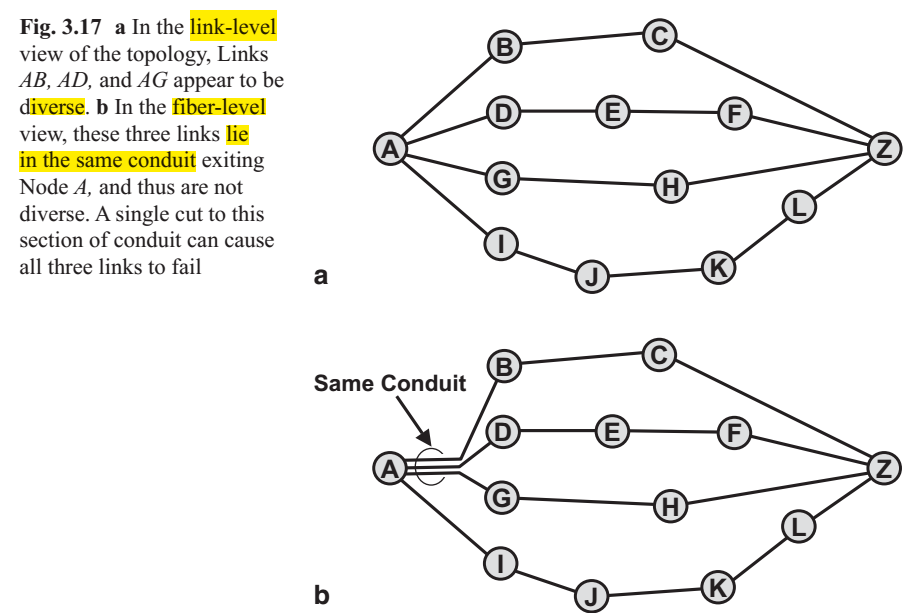 Fig. 3.17 a In the link-level
view of the topology, Links
AB, AD, and AG appear to be
diverse. b In the fiber-level
view, these three links lie
in the same conduit exiting
Node A, and thus are not
diverse. A single cut to this
section of conduit can cause
all three links to fail
B
C
D
E
F
A
Z
G
H
L
I
K
J
a
B
C
Same Conduit
D
E
F
A
Z
G
H
L
I
K
J
b